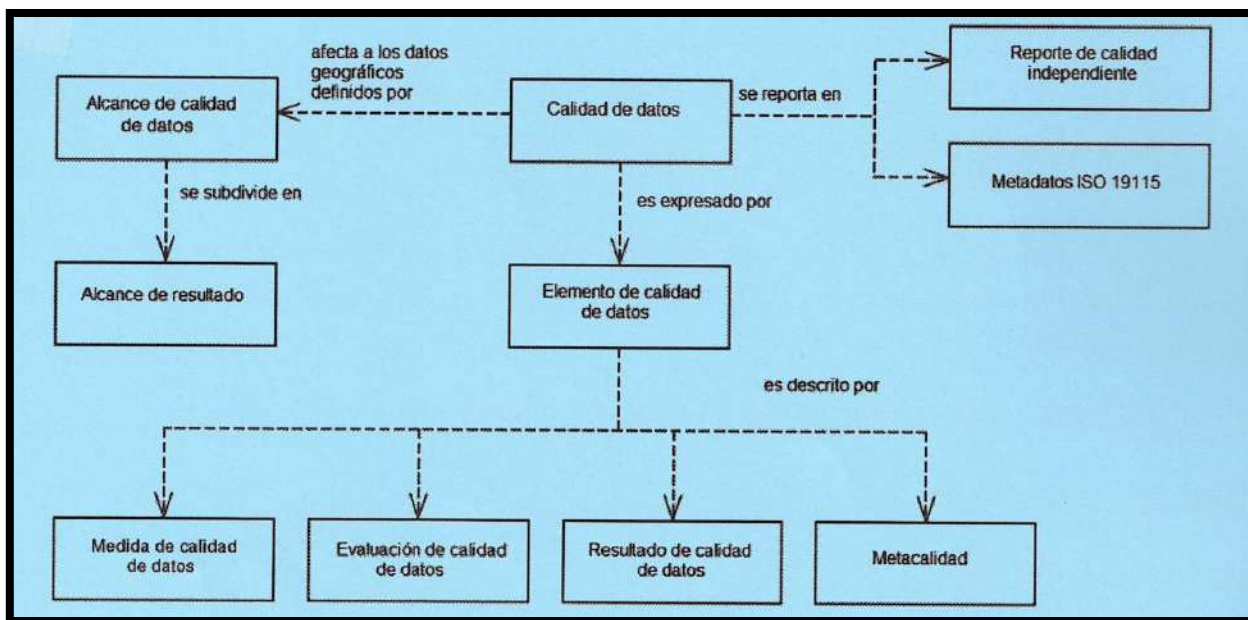 afecta a los datos
geográficos
definidos por
Alcance de calidad
de datos
Calidad de datos
se reporta en
Reporte de calidad
independiente
Metadatos ISO 19115
se subdivide en
es expresado por
Alcance de resultado
Elemento de calidad
de datos
es descrito por
Medida de calidad
de datos
Evaluación de calidad
de datos
Resultado de calidad
de datos
Metacalidad